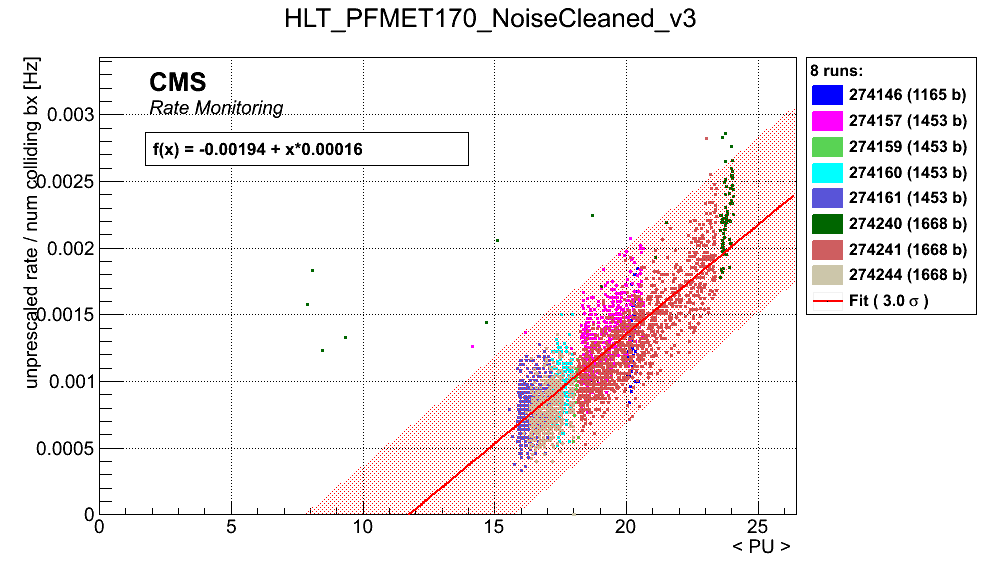 HLT_PFMET170_NoiseCleaned_v3
unprescaled rate / num colliding bx [Hz]
CMS
Rate Monitoring
f(x) = -0.00194 + x*0.00016
0.003
0.0025
0.002
0.0015
0.001
0.0005
0
0 5 10 15 20 25
< PU >
8 runs:
274146 (1165 b)
274157 (1453 b)
274159 (1453 b)
274160 (1453 b)
274161 (1453 b)
274240 (1668 b)
274241 (1668 b)
274244 (1668 b)
Fit ( 3.0 σ )